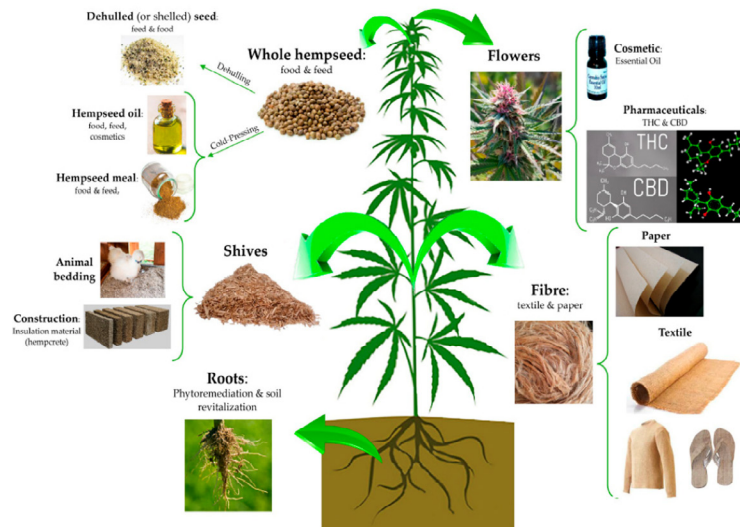 Dehulled (or shelled) seed:
feed & food
Whole hempseed:
food & feed
Dehulling
Cold-Pressing
Hempseed oil:
food, feed,
cosmetics
Hempseed meal:
food & feed,
Flowers
Cosmetic:
Essential Oil
Pharmaceuticals:
THC & CBD
THC
CBD
Animal
bedding
Shives
Construction:
Insulation material
(hempcrete)
Fibre:
textile & paper
Paper
Textile
Roots:
Phytoremediation & soil
revitalization